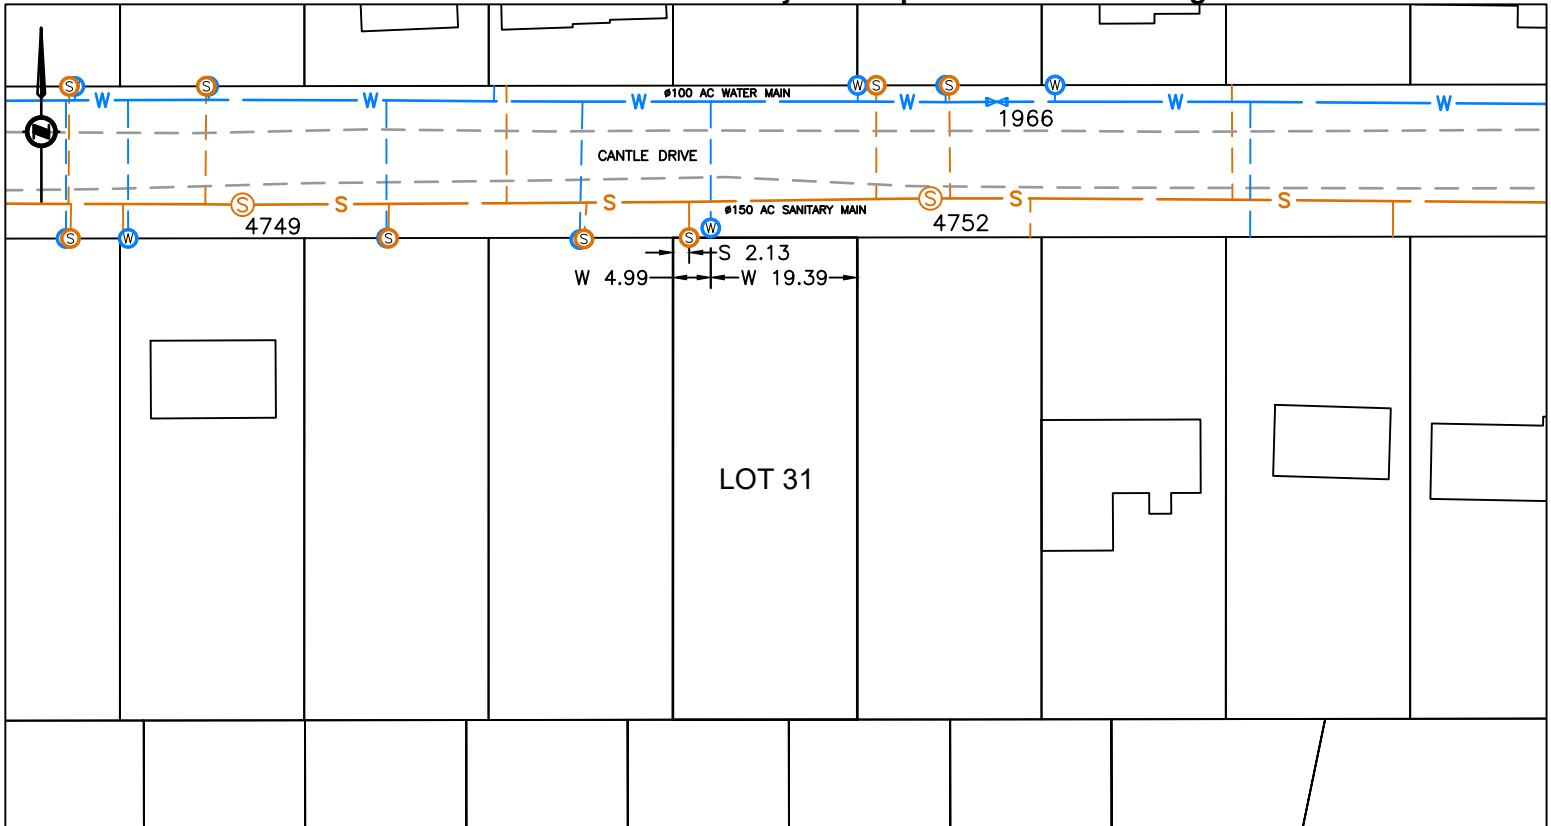 S S S W S S W
W W W W W W
ø100 AC WATER MAIN
1966
N
CANTLE DRIVE
S S S S S S
ø150 AC SANITARY MAIN
4749
4752
S W S S S W
S 2.13
W 4.99
W 19.39
LOT 31